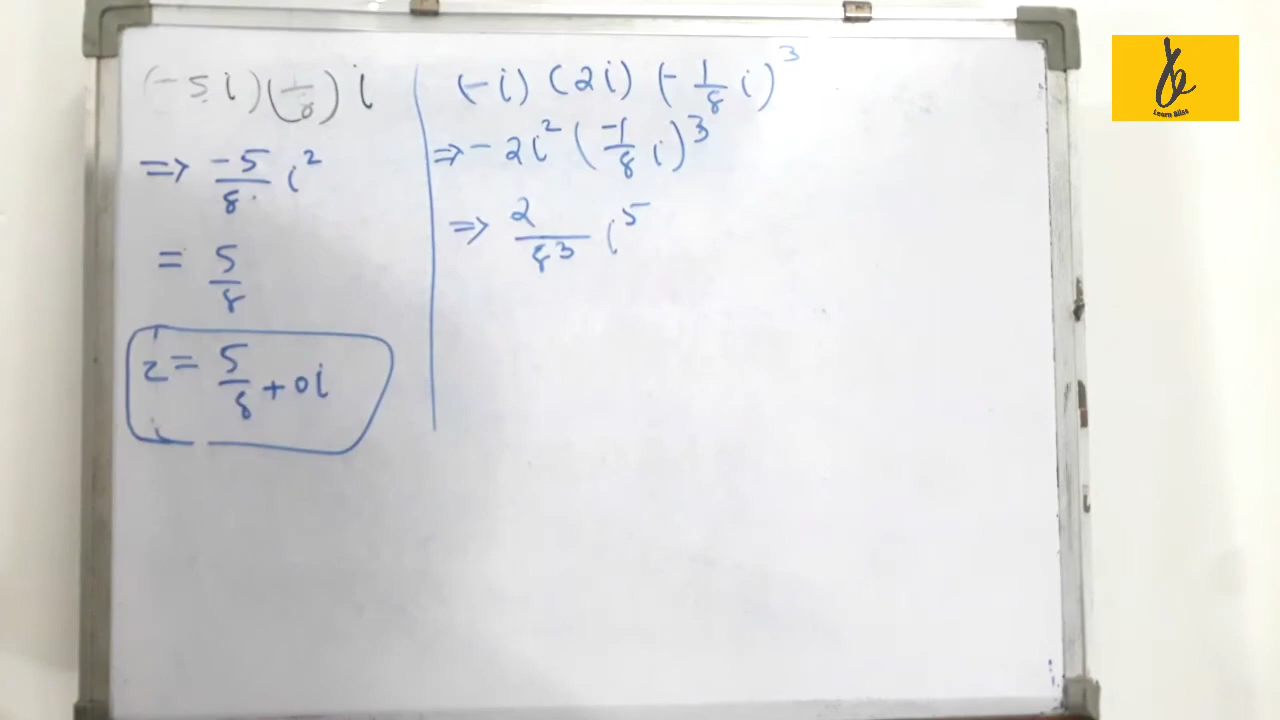 (-5i)(1/8)i
=> -5/8 i²
= 5/8
z = 5/8 + 0i
(-i) (2i) (-1/8 i)³
=> -2i² (-1/8 i)³
=> 2/8³ i⁵
Learn Bliss